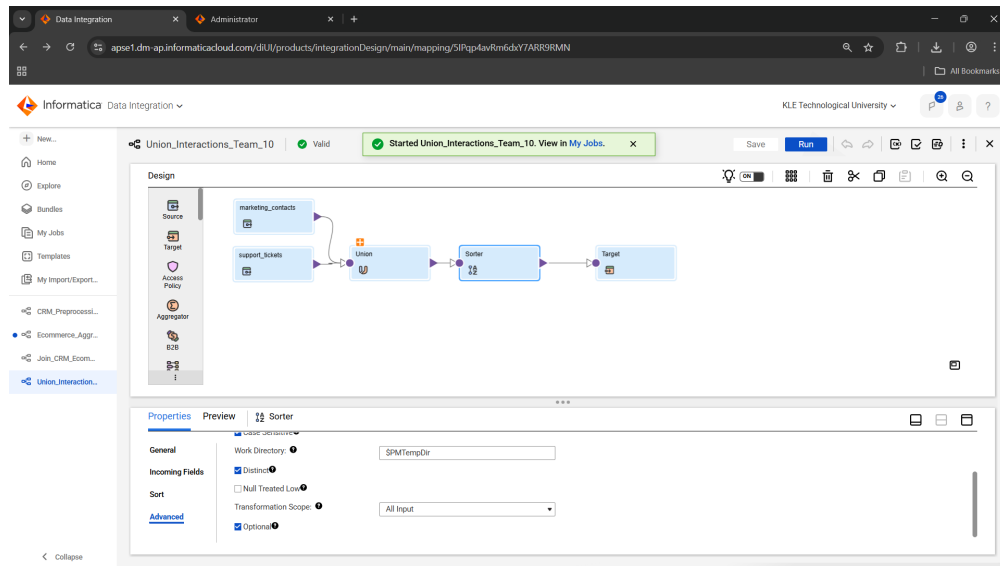 Data Integration
Administrator
apse1.dm-ap.informaticacloud.com/diUI/products/integrationDesign/main/mapping/5IPqp4avRm6dxY7ARR9RMN
All Bookmarks
Informatica Data Integration
KLE Technological University
28
New...
Home
Explore
Bundles
My Jobs
Templates
My Import/Export...
CRM_Preprocessi...
Ecommerce_Aggr...
Join_CRM_Ecom...
Union_Interaction...
Collapse
Union_Interactions_Team_10
Valid
Started Union_Interactions_Team_10. View in My Jobs.
Save
Run
Design
ON
Source
Target
Access
Policy
Aggregator
B2B
marketing_contacts
support_tickets
Union
Sorter
Target
Properties
Preview
Sorter
General
Incoming Fields
Sort
Advanced
Case Sensitive
Work Directory:
$PMTempDir
Distinct
Null Treated Low
Transformation Scope:
All Input
Optional